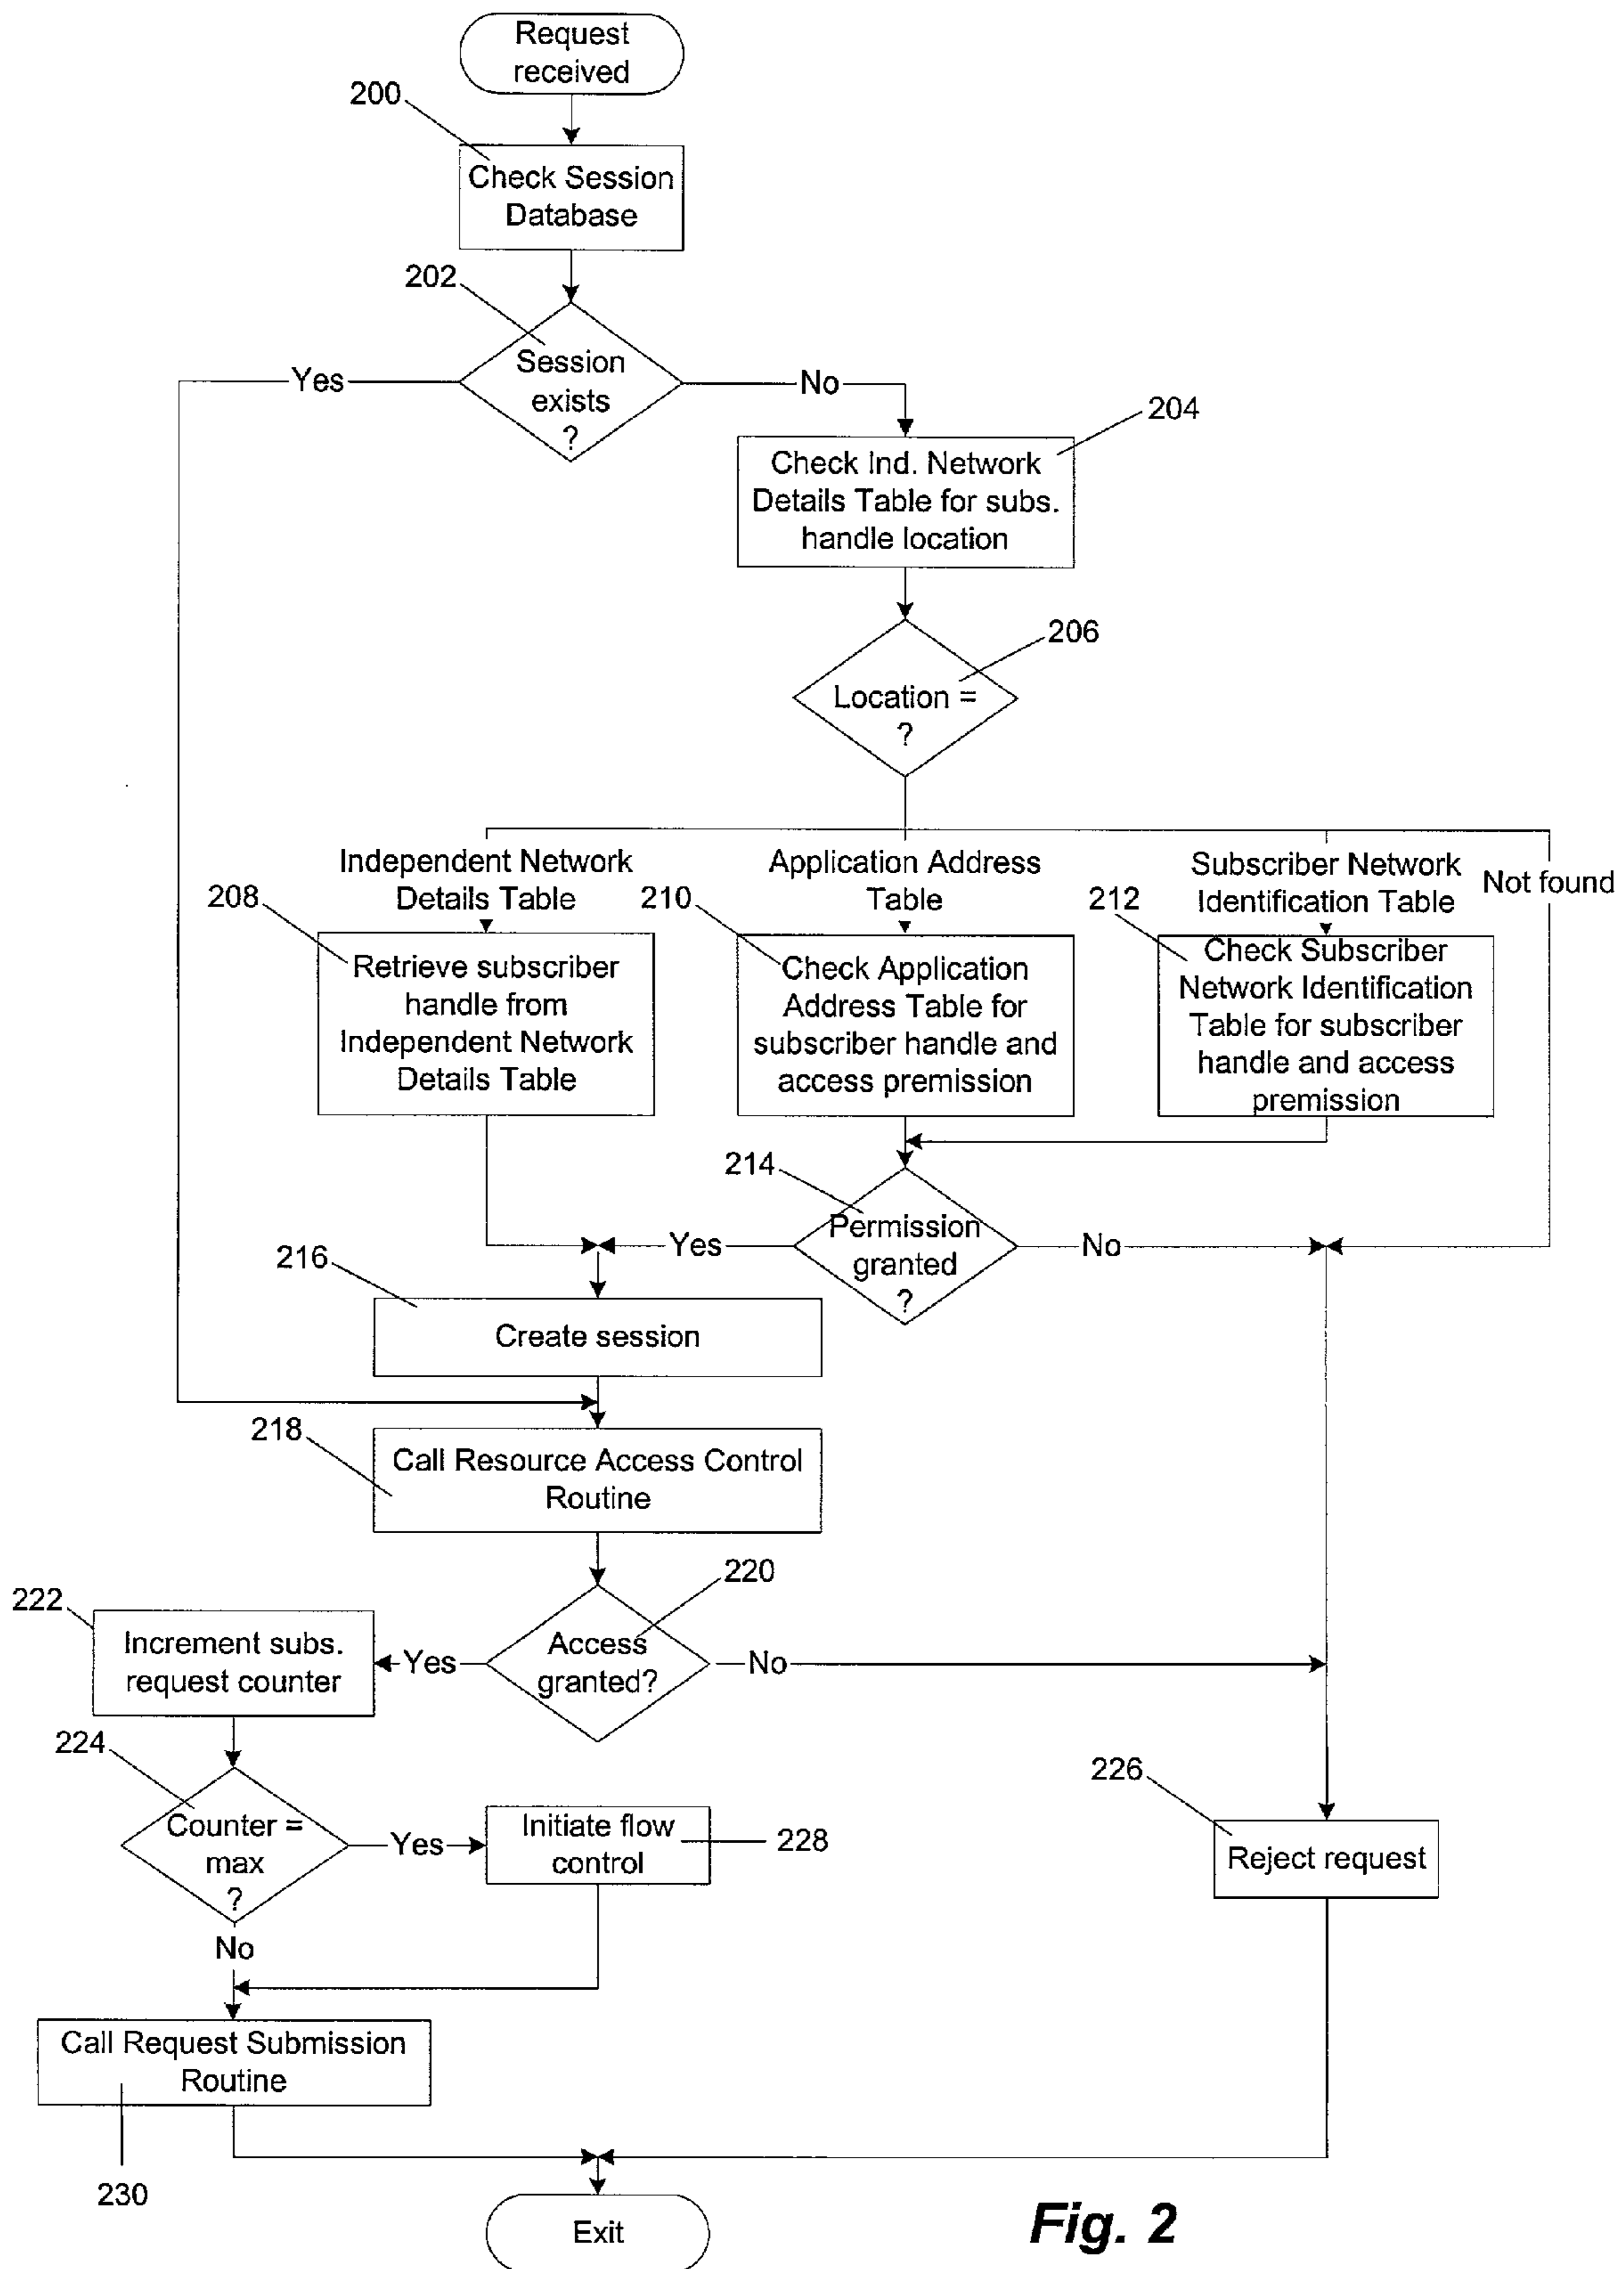 Request
received
200
Check Session
Database
202
Session
exists
?
Yes
No
204
Check Ind. Network
Details Table for subs.
handle location
206
Location =
?
Independent Network
Details Table
Application Address
Table
Subscriber Network
Identification Table
Not found
208
Retrieve subscriber
handle from
Independent Network
Details Table
210
Check Application
Address Table for
subscriber handle and
access premission
212
Check Subscriber
Network Identification
Table for subscriber
handle and access
premission
214
Permission
granted
?
Yes
No
216
Create session
218
Call Resource Access Control
Routine
220
Access
granted?
Yes
No
222
Increment subs.
request counter
224
Counter =
max
?
Yes
No
Initiate flow
control
228
226
Reject request
Call Request Submission
Routine
230
Exit
Fig. 2